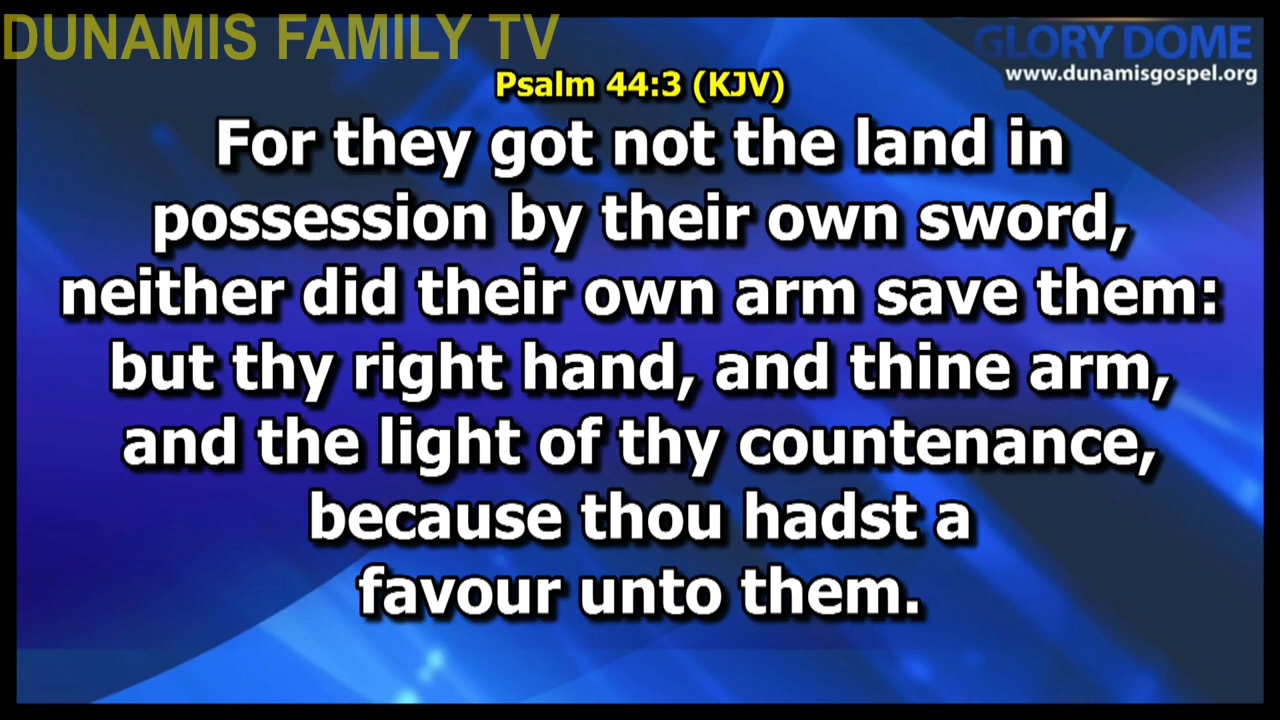 DUNAMIS FAMILY TV
GLORY DOME
www.dunamisgospel.org
Psalm 44:3 (KJV)
For they got not the land in
possession by their own sword,
neither did their own arm save them:
but thy right hand, and thine arm,
and the light of thy countenance,
because thou hadst a
favour unto them.